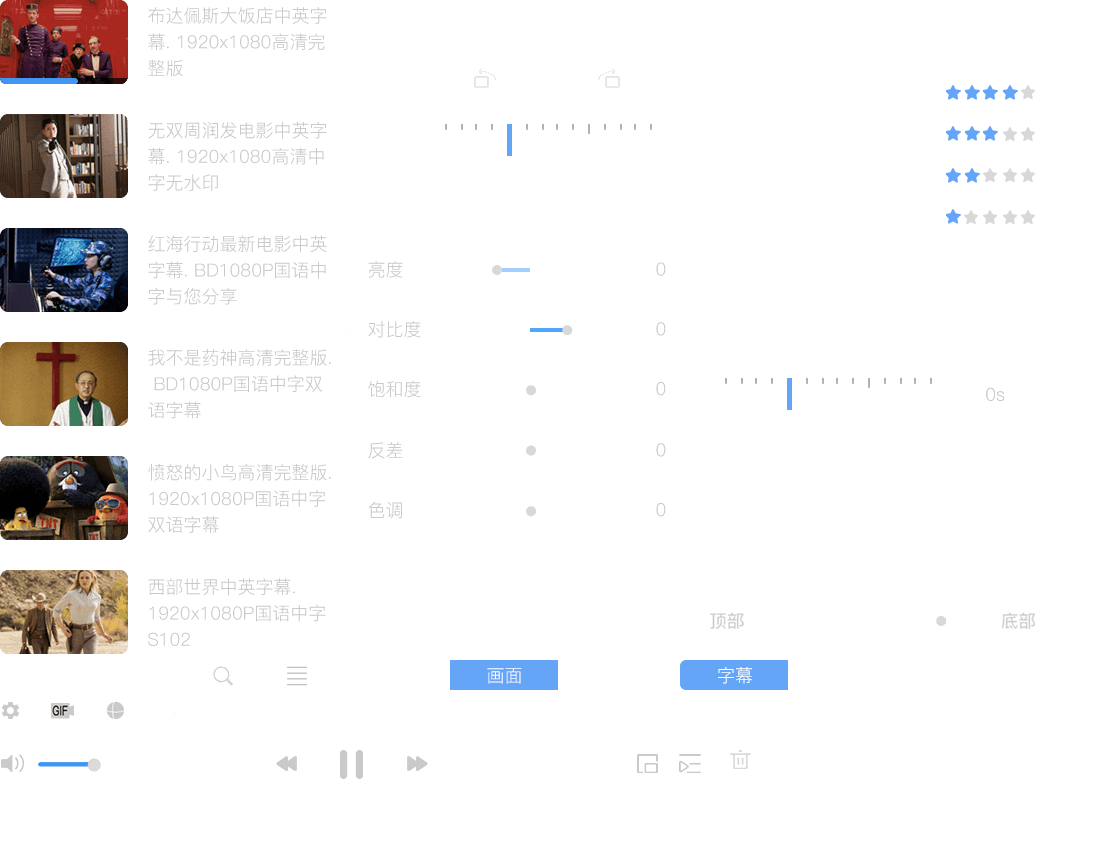 布达佩斯大饭店中英字
幕. 1920x1080高清完
整版
无双周润发电影中英字
幕. 1920x1080高清中
字无水印
红海行动最新电影中英
字幕. BD1080P国语中
字与您分享
亮度 0
对比度 0
我不是药神高清完整版.
BD1080P国语中字双
语字幕
饱和度 0
0s
反差 0
愤怒的小鸟高清完整版.
1920x1080P国语中字
双语字幕
TNT
色调 0
西部世界中英字幕.
1920x1080P国语中字
S102
顶部 底部
画面 字幕
GIF